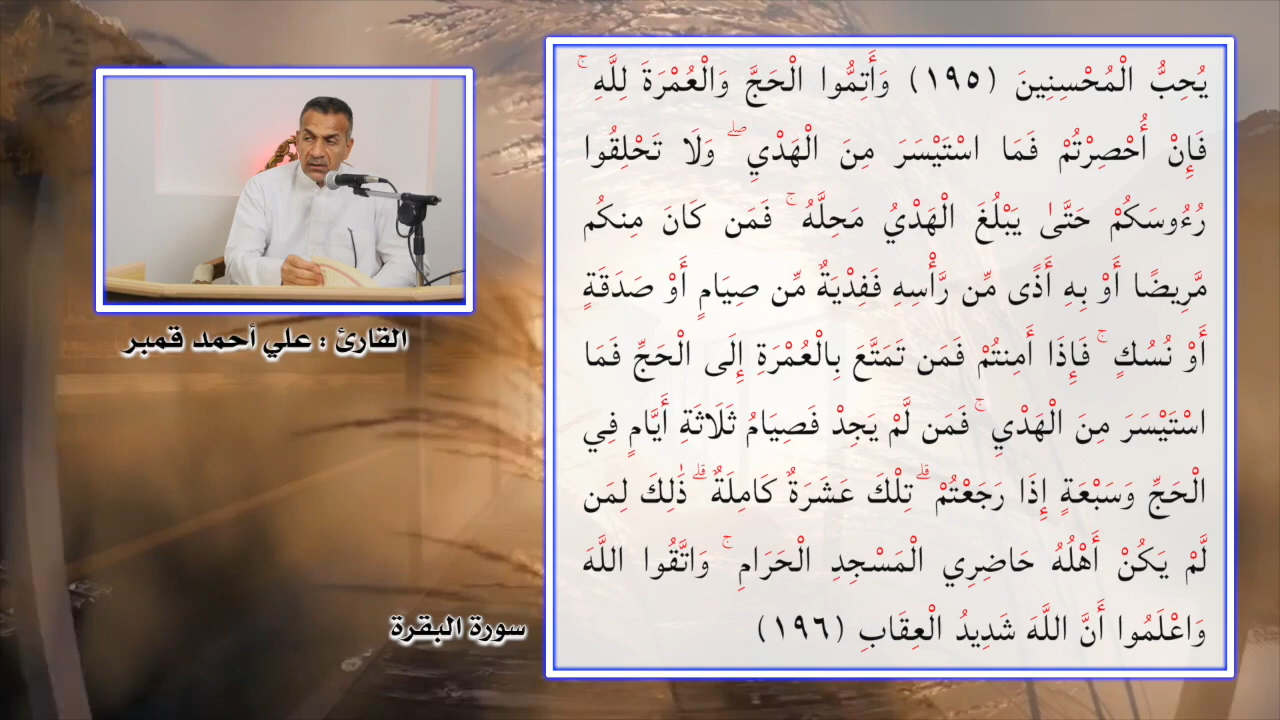 يُحِبُّ الْمُحْسِنِينَ (١٩٥) وَأَتِمُّوا الْحَجَّ وَالْعُمْرَةَ لِلَّهِ ۚ
فَإِنْ أُحْصِرْتُمْ فَمَا اسْتَيْسَرَ مِنَ الْهَدْيِ ۖ وَلَا تَحْلِقُوا
رُءُوسَكُمْ حَتَّىٰ يَبْلُغَ الْهَدْيُ مَحِلَّهُ ۚ فَمَن كَانَ مِنكُم
مَّرِيضًا أَوْ بِهِ أَذًى مِّن رَّأْسِهِ فَفِدْيَةٌ مِّن صِيَامٍ أَوْ صَدَقَةٍ
أَوْ نُسُكٍ ۚ فَإِذَا أَمِنتُمْ فَمَن تَمَتَّعَ بِالْعُمْرَةِ إِلَى الْحَجِّ فَمَا
اسْتَيْسَرَ مِنَ الْهَدْيِ ۚ فَمَن لَّمْ يَجِدْ فَصِيَامُ ثَلَاثَةِ أَيَّامٍ فِي
الْحَجِّ وَسَبْعَةٍ إِذَا رَجَعْتُمْ ۗ تِلْكَ عَشَرَةٌ كَامِلَةٌ ۗ ذَٰلِكَ لِمَن
لَّمْ يَكُنْ أَهْلُهُ حَاضِرِي الْمَسْجِدِ الْحَرَامِ ۚ وَاتَّقُوا اللَّهَ
وَاعْلَمُوا أَنَّ اللَّهَ شَدِيدُ الْعِقَابِ (١٩٦)
القارئ : علي أحمد قمبر
سورة البقرة